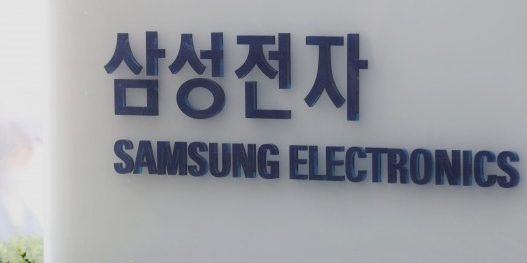 삼성전자
SAMSUNG ELECTRONICS